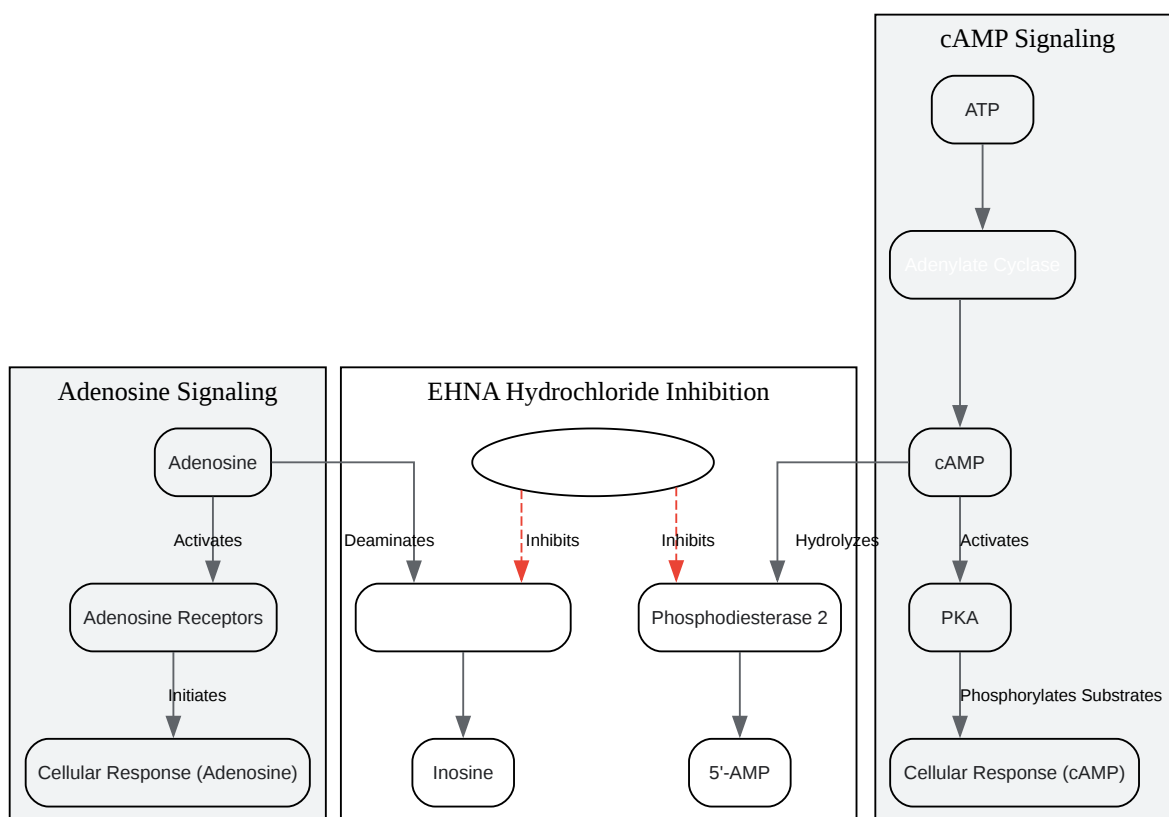 cAMP Signaling
ATP
Adenylate Cyclase
Adenosine Signaling
EHNA Hydrochloride Inhibition
Adenosine
cAMP
Activates
Deaminates
Inhibits
Inhibits
Hydrolyzes
Activates
Adenosine Receptors
Phosphodiesterase 2
PKA
Initiates
Phosphorylates Substrates
Cellular Response (Adenosine)
Inosine
5'-AMP
Cellular Response (cAMP)